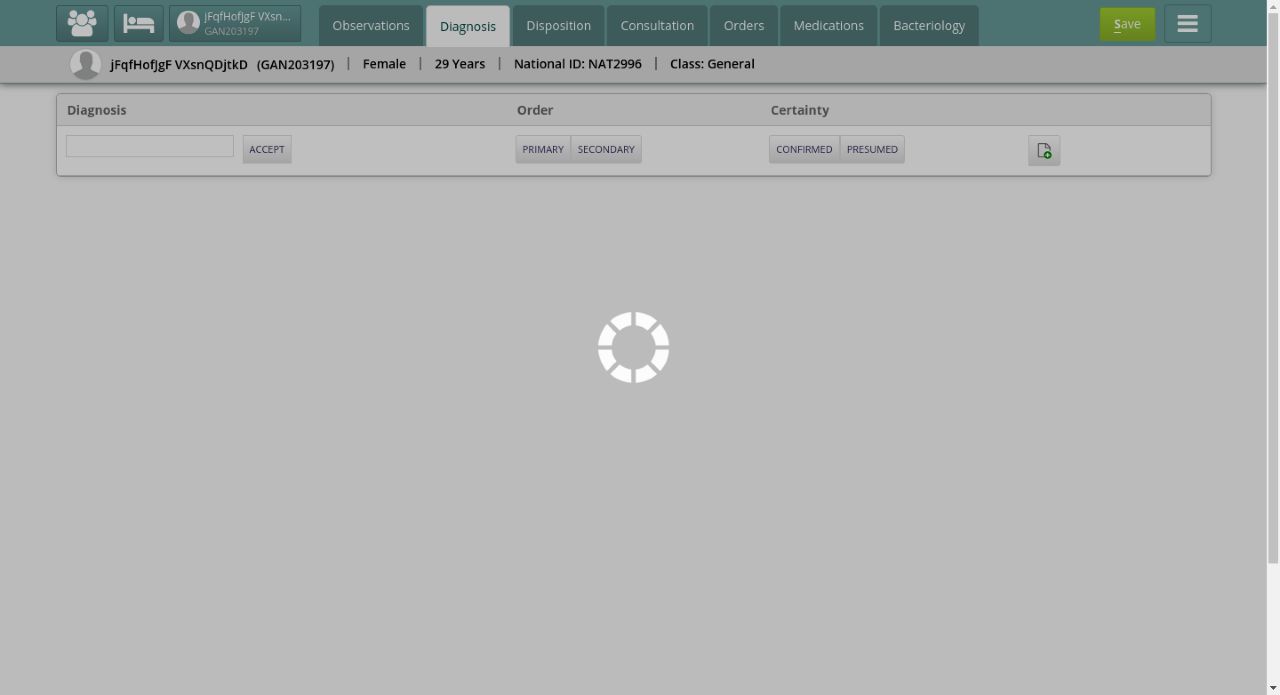 jFqfHofJgF VXsn...
GAN203197
Observations
Diagnosis
Disposition
Consultation
Orders
Medications
Bacteriology
Save
jFqfHofJgF VXsnQDjtkD (GAN203197) | Female | 29 Years | National ID: NAT2996 | Class: General
Diagnosis Order Certainty
ACCEPT PRIMARY SECONDARY CONFIRMED PRESUMED